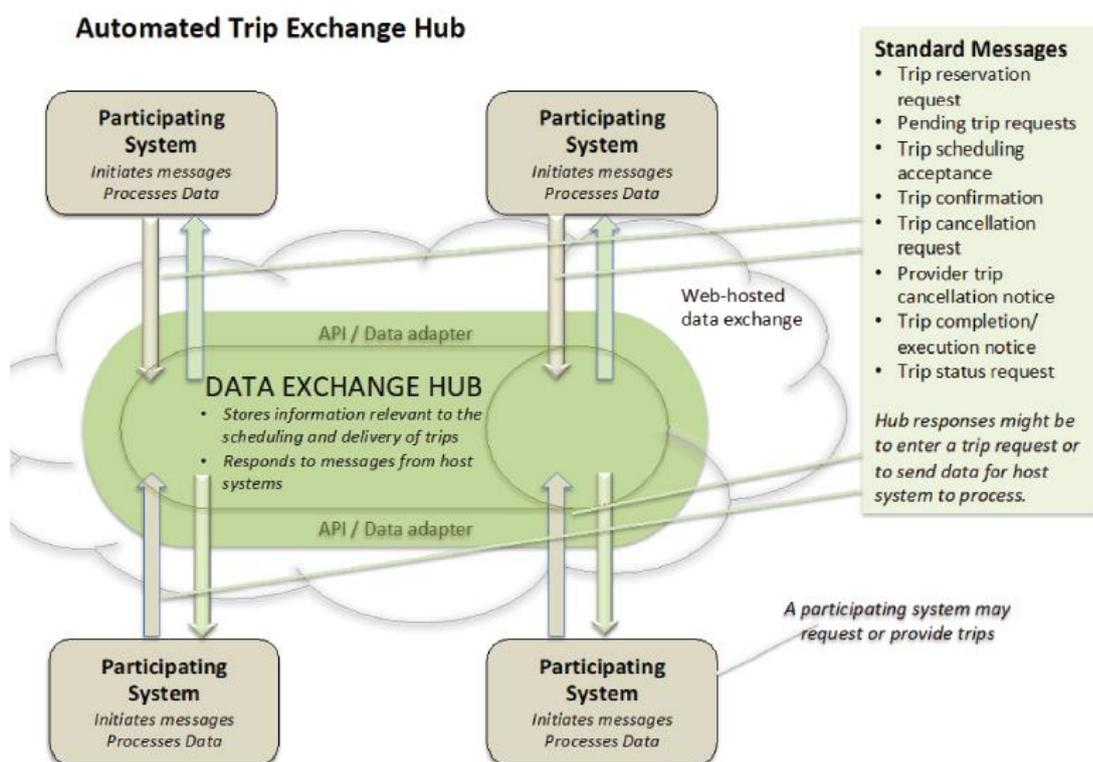 Automated Trip Exchange Hub
Participating
System
Initiates messages
Processes Data
Participating
System
Initiates messages
Processes Data
Standard Messages
• Trip reservation
request
• Pending trip requests
• Trip scheduling
acceptance
• Trip confirmation
• Trip cancellation
request
• Provider trip
cancellation notice
• Trip completion/
execution notice
• Trip status request
Hub responses might be
to enter a trip request or
to send data for host
system to process.
Web-hosted
data exchange
API / Data adapter
DATA EXCHANGE HUB
• Stores information relevant to the
scheduling and delivery of trips
• Responds to messages from host
systems
API / Data adapter
A participating system may
request or provide trips
Participating
System
Initiates messages
Processes Data
Participating
System
Initiates messages
Processes Data